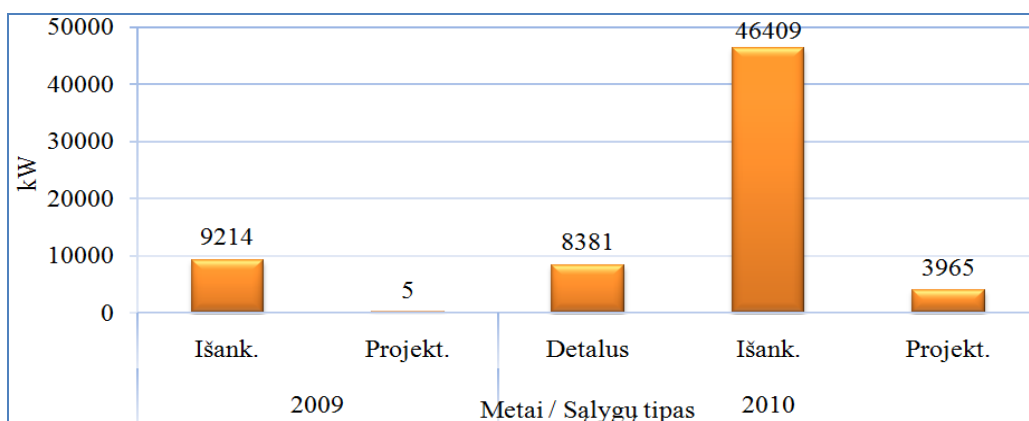 50000
40000
30000
20000
10000
0
kW
9214
5
8381
46409
3965
Išank.
Projekt.
Detalus
Išank.
Projekt.
2009
2010
Metai / Sąlygų tipas